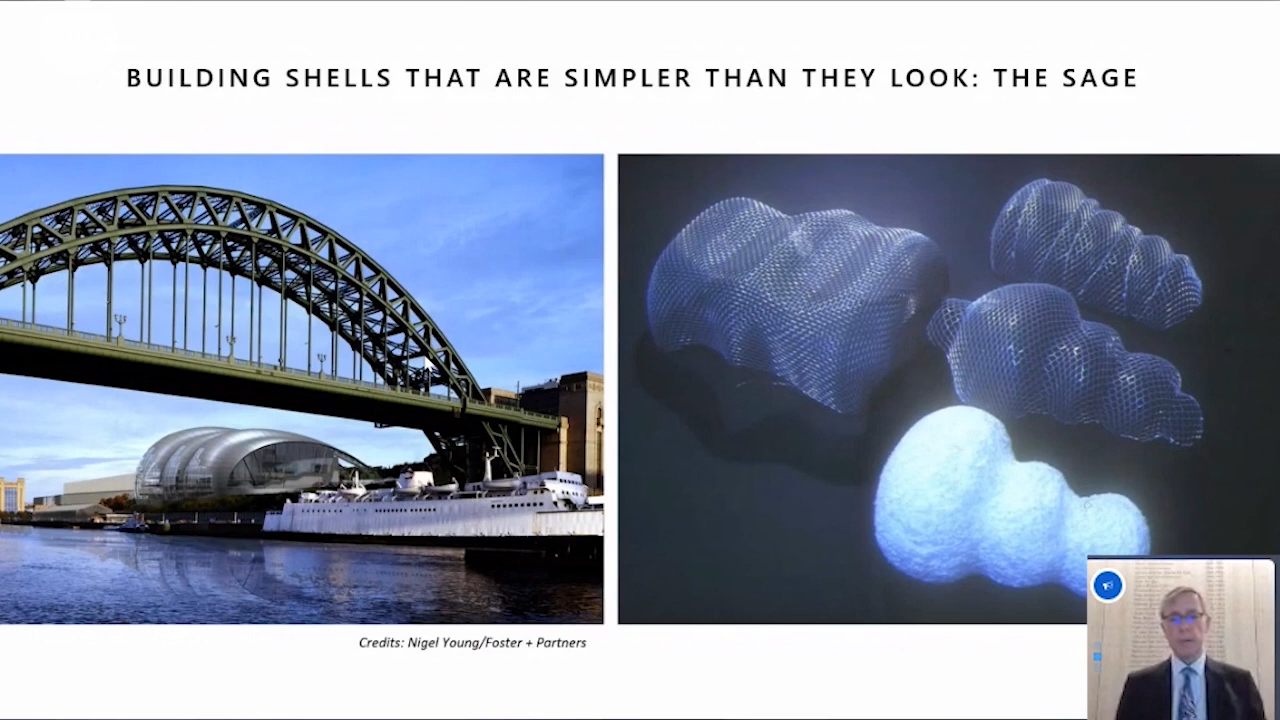 BUILDING SHELLS THAT ARE SIMPLER THAN THEY LOOK: THE SAGE
Credits: Nigel Young/Foster + Partners